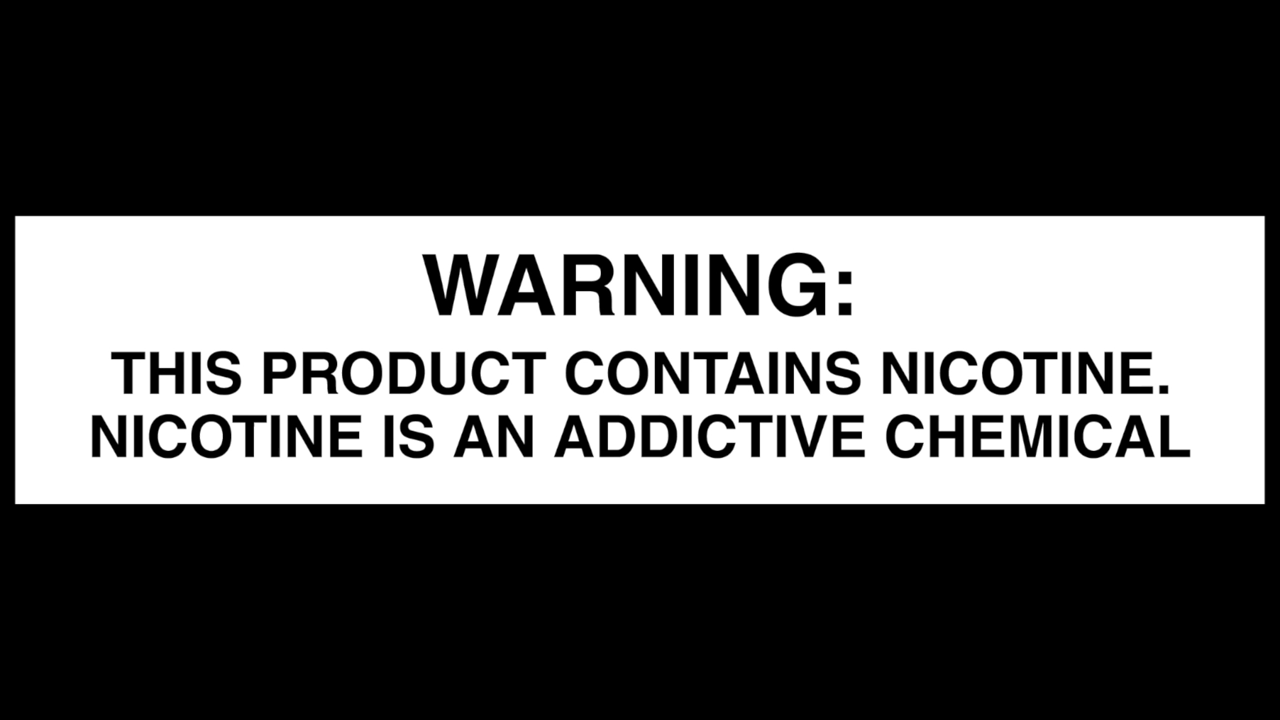 WARNING:
THIS PRODUCT CONTAINS NICOTINE.
NICOTINE IS AN ADDICTIVE CHEMICAL